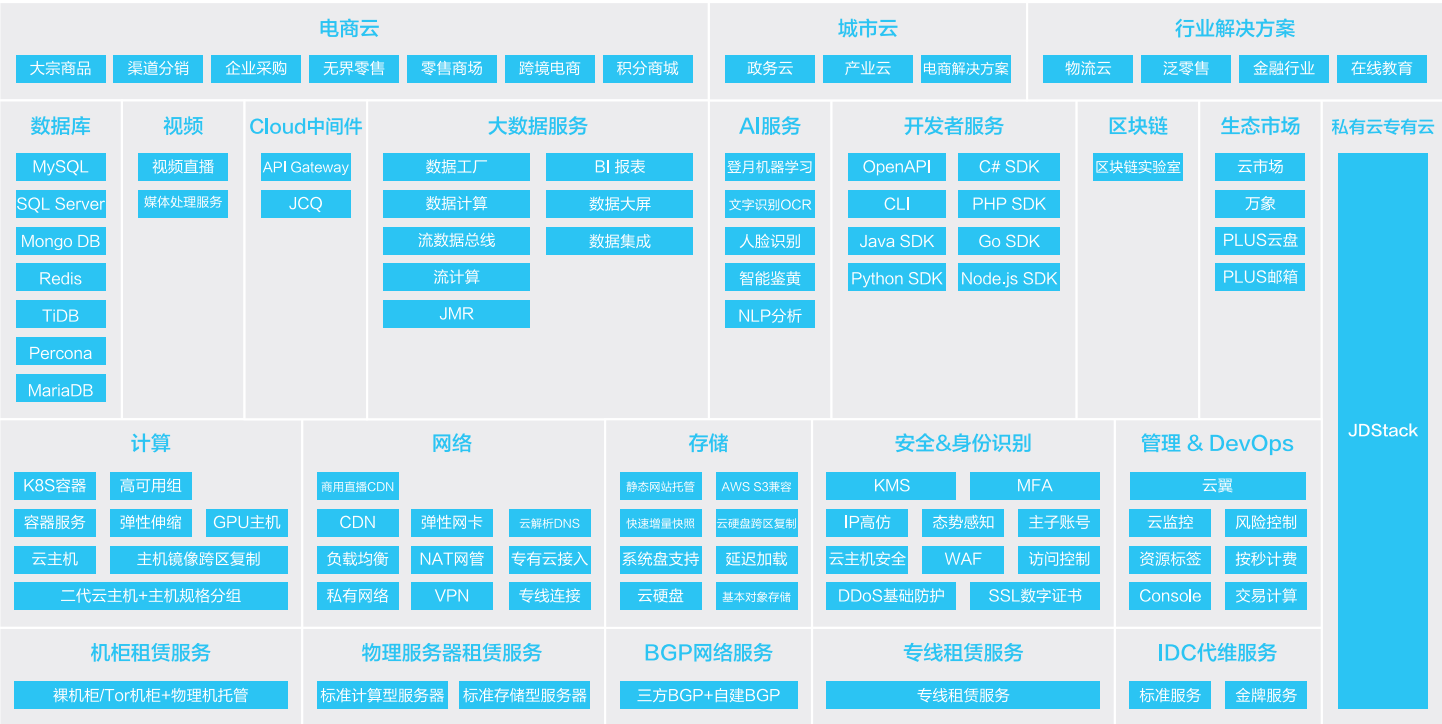 电商云
大宗商品
渠道分销
企业采购
无界零售
零售商场
跨境电商
积分商城
城市云
政务云
产业云
电商解决方案
行业解决方案
物流云
泛零售
金融行业
在线教育
数据库
MySQL
SQL Server
Mongo DB
Redis
TiDB
Percona
MariaDB
视频
视频直播
媒体处理服务
Cloud中间件
API Gateway
JCQ
大数据服务
数据工厂
BI 报表
数据计算
数据大屏
流数据总线
数据集成
流计算
JMR
AI服务
登月机器学习
文字识别OCR
人脸识别
智能鉴黄
NLP分析
开发者服务
OpenAPI
C# SDK
CLI
PHP SDK
Java SDK
Go SDK
Python SDK
Node.js SDK
区块链
区块链实验室
生态市场
云市场
万象
PLUS云盘
PLUS邮箱
私有云专有云
JDStack
计算
K8S容器
高可用组
容器服务
弹性伸缩
GPU主机
云主机
主机镜像跨区复制
二代云主机+主机规格分组
网络
商用直播CDN
CDN
弹性网卡
云解析DNS
负载均衡
NAT网管
专有云接入
私有网络
VPN
专线连接
存储
静态网站托管
AWS S3兼容
快速增量快照
云硬盘跨区复制
系统盘支持
延迟加载
云硬盘
基本对象存储
安全&身份识别
KMS
MFA
IP高仿
态势感知
主子账号
云主机安全
WAF
访问控制
DDoS基础防护
SSL数字证书
管理 & DevOps
云翼
云监控
风险控制
资源标签
按秒计费
Console
交易计算
机柜租赁服务
裸机柜/Tor机柜+物理机托管
物理服务器租赁服务
标准计算型服务器
标准存储型服务器
BGP网络服务
三方BGP+自建BGP
专线租赁服务
专线租赁服务
IDC代维服务
标准服务
金牌服务